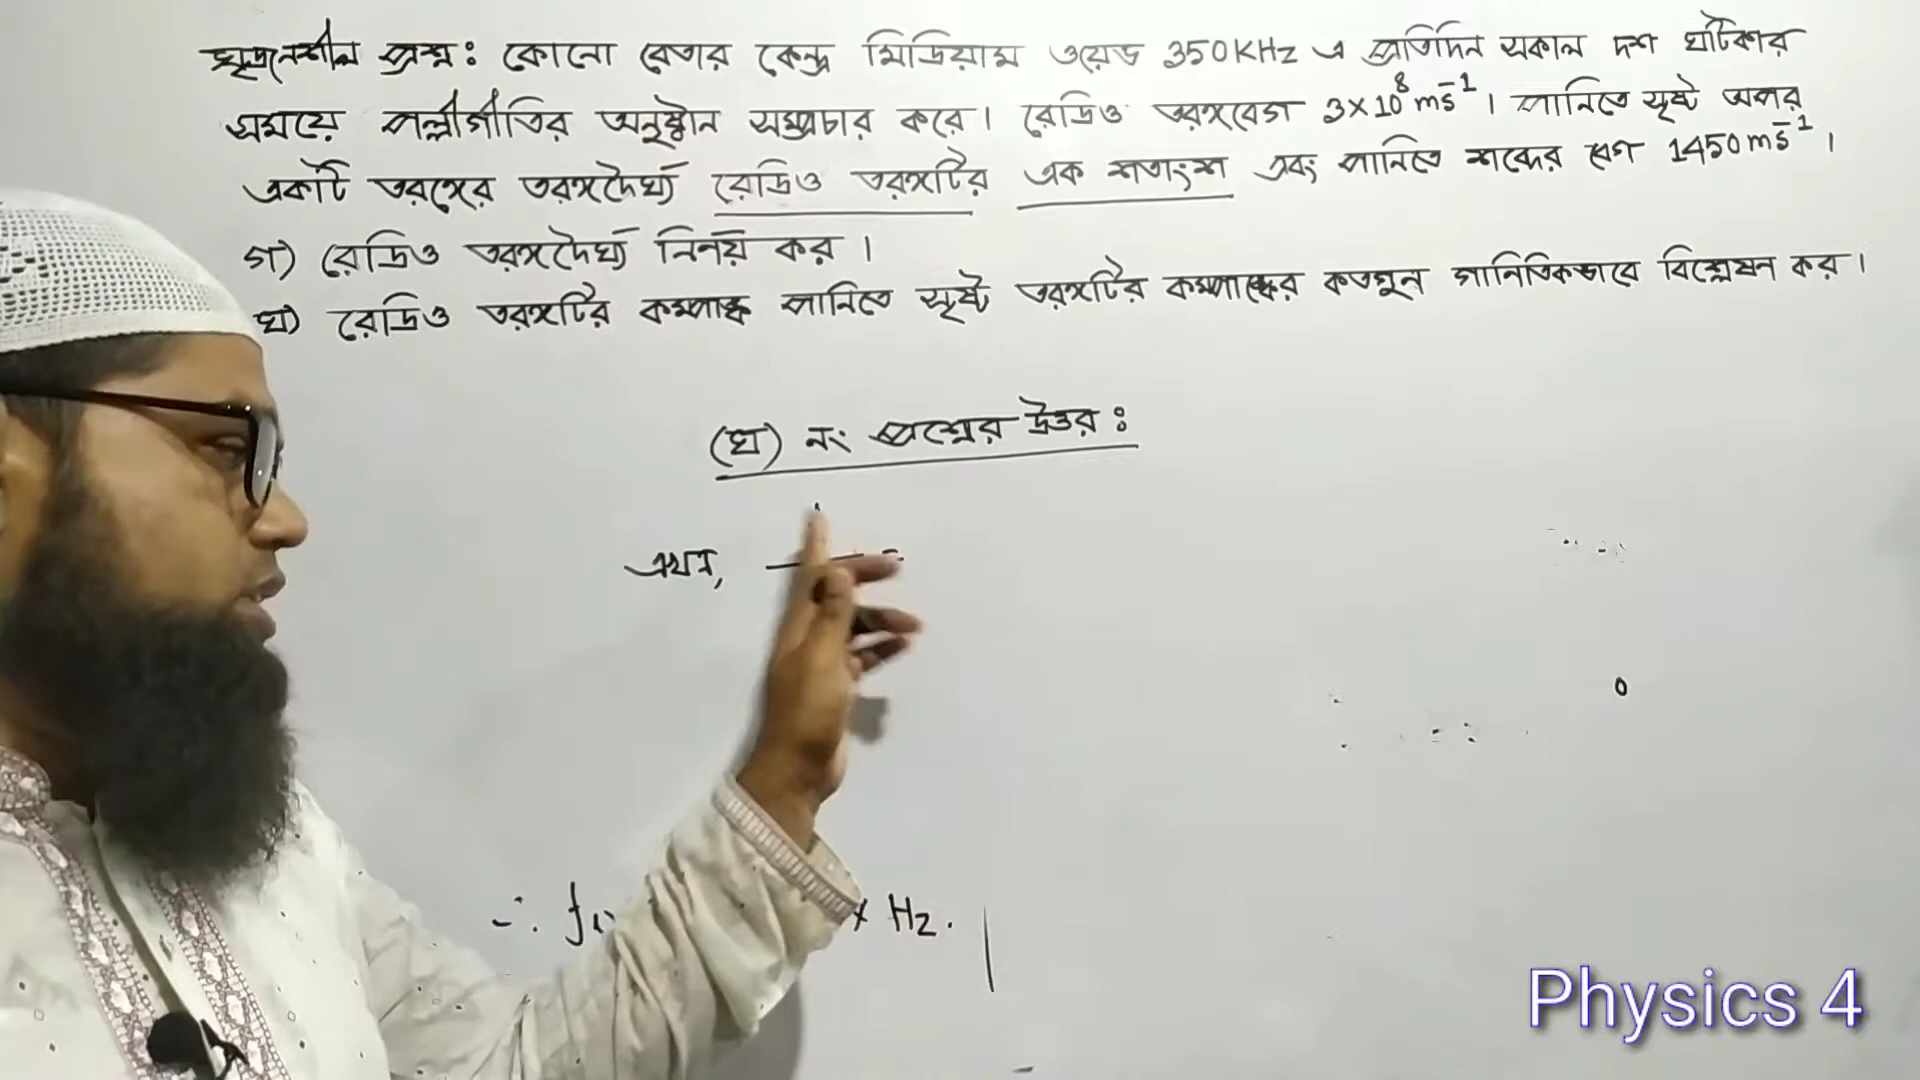 সৃজনশীল প্রশ্ন : কোনো বেতার কেন্দ্র মিডিয়াম ওয়েভ 350KHz এ প্রতিদিন সকাল দশ ঘটিকার
সময়ে পল্লীগীতির অনুষ্ঠান সম্প্রচার করে। রেডিও তরঙ্গবেগ 3×10⁸ ms⁻¹। পানিতে সৃষ্ট অপর
একটি তরঙ্গের তরঙ্গদৈর্ঘ্য রেডিও তরঙ্গটির এক শতাংশ এবং পানিতে শব্দের বেগ 1450 ms⁻¹।
গ) রেডিও তরঙ্গদৈর্ঘ্য নির্নয় কর।
ঘ) রেডিও তরঙ্গটির কম্পাঙ্ক পানিতে সৃষ্ট তরঙ্গটির কম্পাঙ্কের কতগুন গানিতিকভাবে বিশ্লেষন কর।
(ঘ) নং প্রশ্নের উত্তর :
এখন,
∴ f Hz.
Physics 4